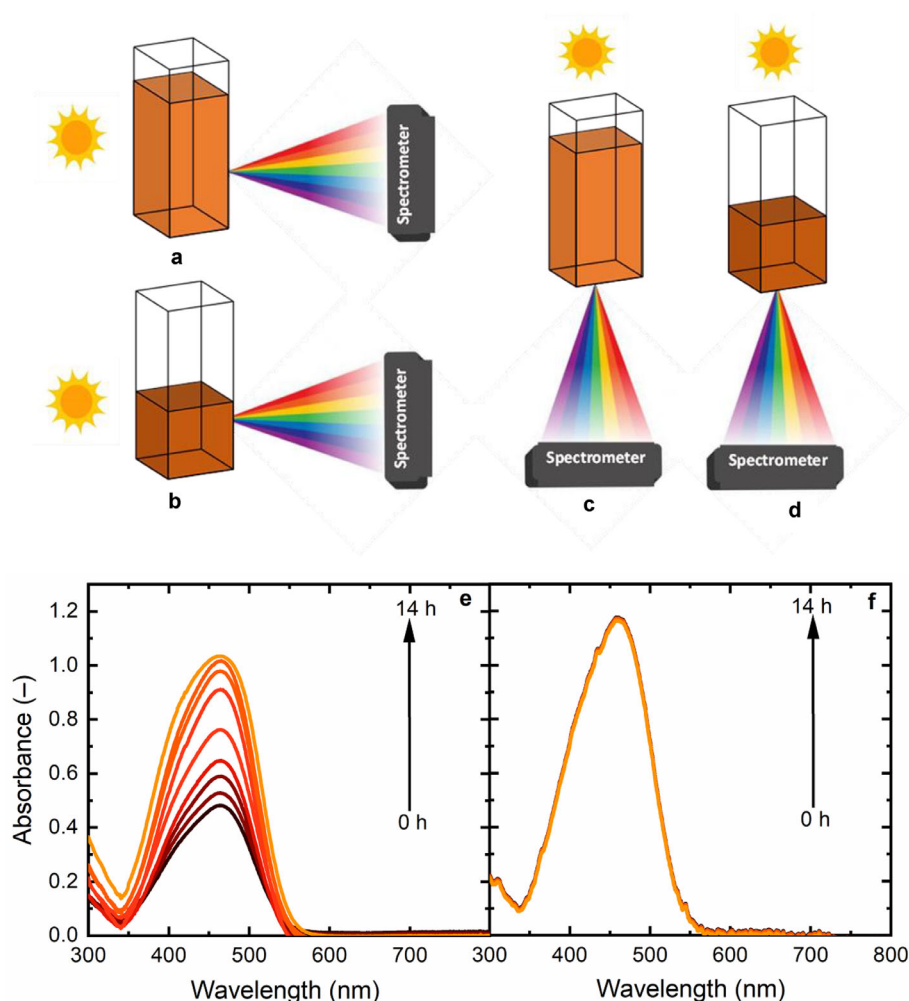 Spectrometer
a
Spectrometer
b
Spectrometer
c
Spectrometer
d
e
14 h
0 h
1.2
1.0
0.8
0.6
0.4
0.2
0.0
Absorbance (–)
300 400 500 600 700
Wavelength (nm)
f
14 h
0 h
300 400 500 600 700 800
Wavelength (nm)